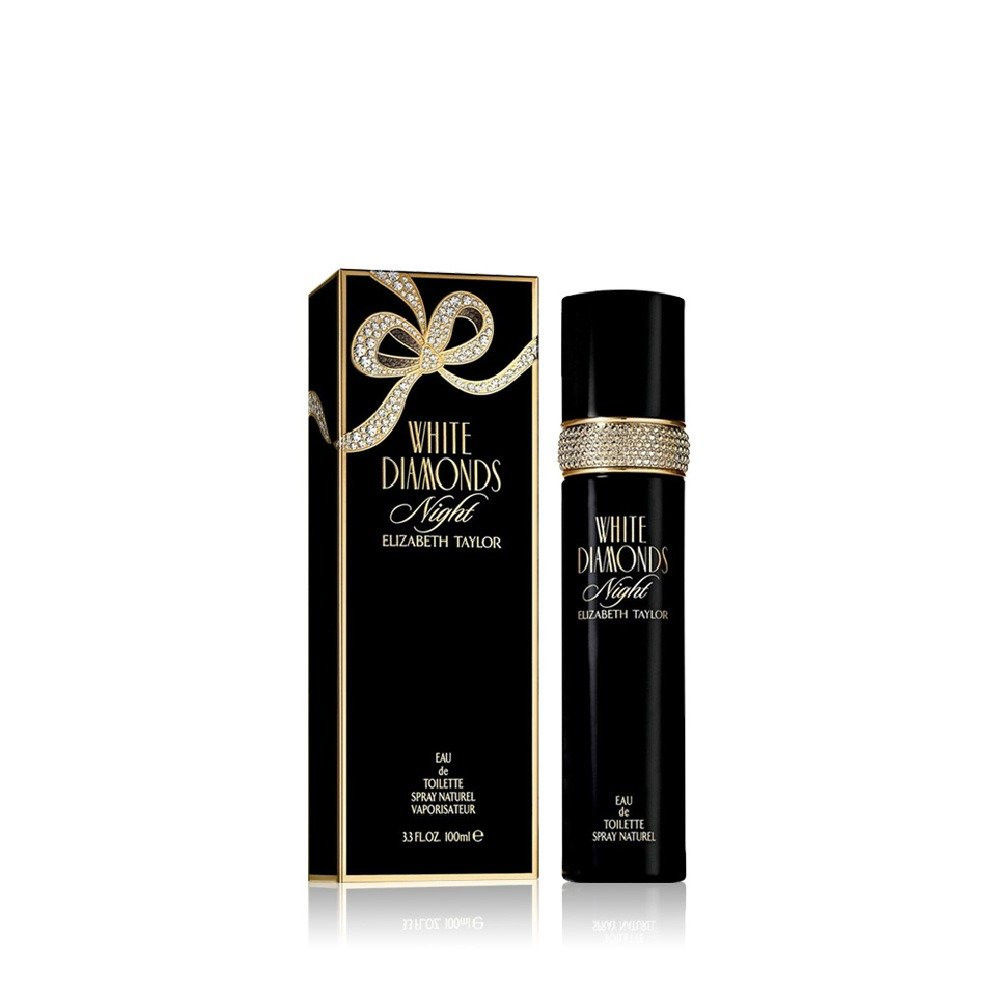 WHITE
DIAMONDS
Night
ELIZABETH TAYLOR
EAU
de
TOILETTE
SPRAY NATUREL
VAPORISATEUR
3.3 FL.OZ. 100ml ℮
WHITE
DIAMONDS
Night
ELIZABETH TAYLOR
EAU
de
TOILETTE
SPRAY NATUREL